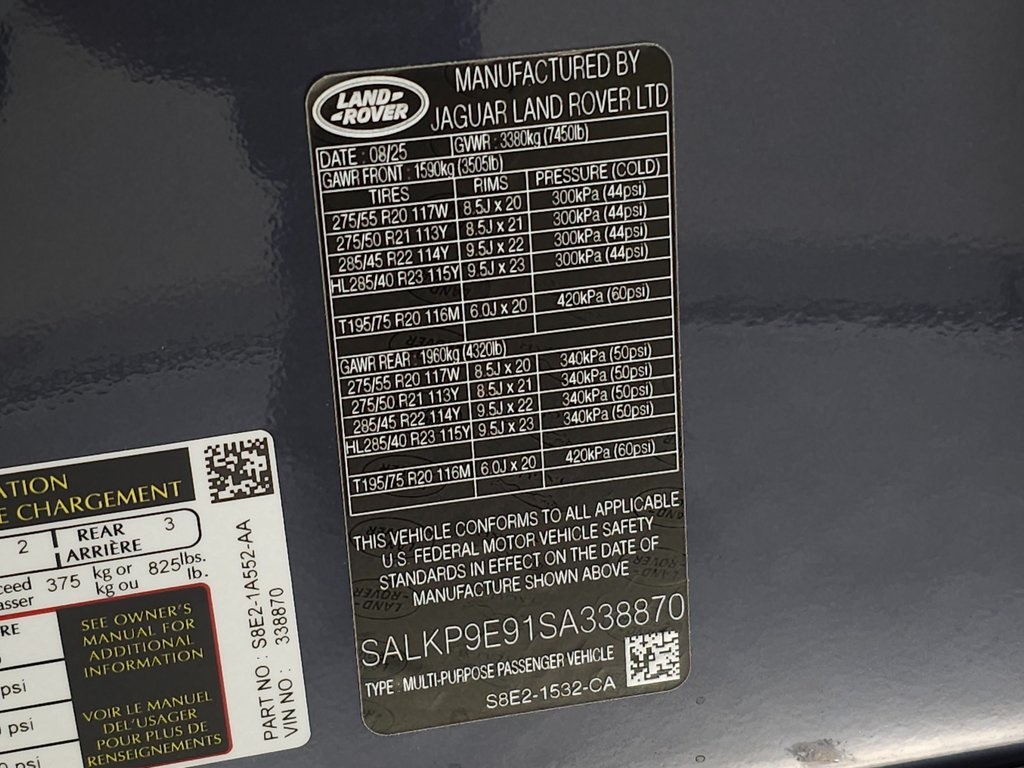 LAND-
-ROVER
MANUFACTURED BY
JAGUAR LAND ROVER LTD
DATE : 08/25 GVWR : 3380kg (7450lb)
GAWR FRONT : 1590kg (3505lb)
TIRES RIMS PRESSURE (COLD)
275/55 R20 117W 8.5J x 20 300kPa (44psi)
275/50 R21 113Y 8.5J x 21 300kPa (44psi)
285/45 R22 114Y 9.5J x 22 300kPa (44psi)
HL285/40 R23 115Y 9.5J x 23 300kPa (44psi)
T195/75 R20 116M 6.0J x 20 420kPa (60psi)
GAWR REAR : 1960kg (4320lb)
275/55 R20 117W 8.5J x 20 340kPa (50psi)
275/50 R21 113Y 8.5J x 21 340kPa (50psi)
285/45 R22 114Y 9.5J x 22 340kPa (50psi)
HL285/40 R23 115Y 9.5J x 23 340kPa (50psi)
T195/75 R20 116M 6.0J x 20 420kPa (60psi)
THIS VEHICLE CONFORMS TO ALL APPLICABLE
U.S. FEDERAL MOTOR VEHICLE SAFETY
STANDARDS IN EFFECT ON THE DATE OF
MANUFACTURE SHOWN ABOVE
SALKP9E91SA338870
TYPE : MULTI-PURPOSE PASSENGER VEHICLE
S8E2-1532-CA
ATION
E CHARGEMENT
2 REAR 3
ARRIÈRE
ceed 375 kg or 825lbs.
asser kg ou lb.
RE
psi
psi
psi
SEE OWNER'S
MANUAL FOR
ADDITIONAL
INFORMATION
VOIR LE MANUEL
DEL'USAGER
POUR PLUS DE
RENSEIGNEMENTS
PART NO : S8E2-1A552-AA
VIN NO : 338870